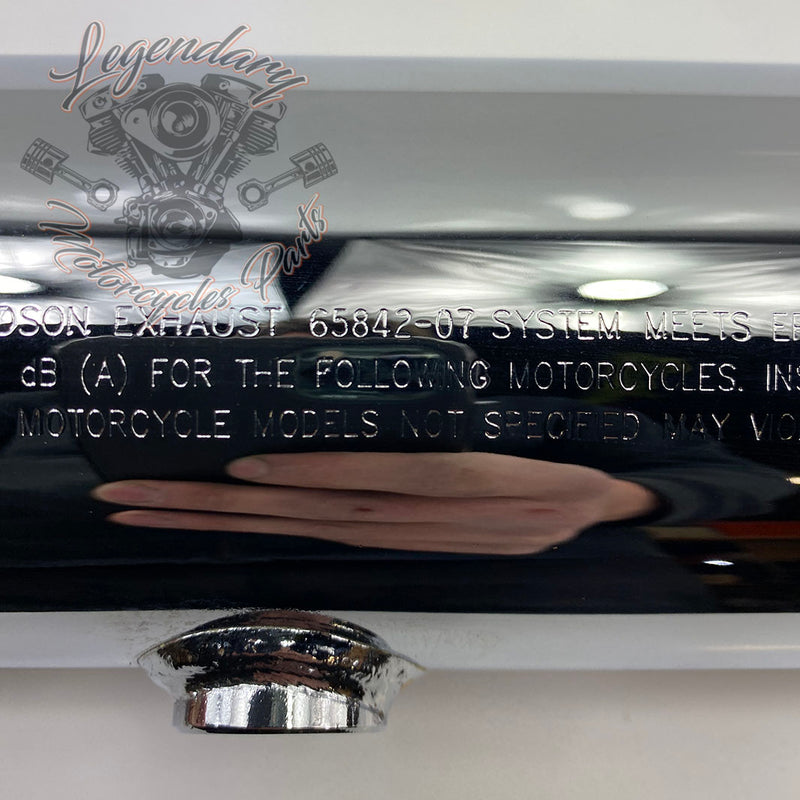 Legendary
Motorcycles Parts
DSON EXHAUST 65842-07 SYSTEM MEETS EP
dB (A) FOR THE FOLLOWING MOTORCYCLES. INS
MOTORCYCLE MODELS NOT SPECIFIED MAY VIO